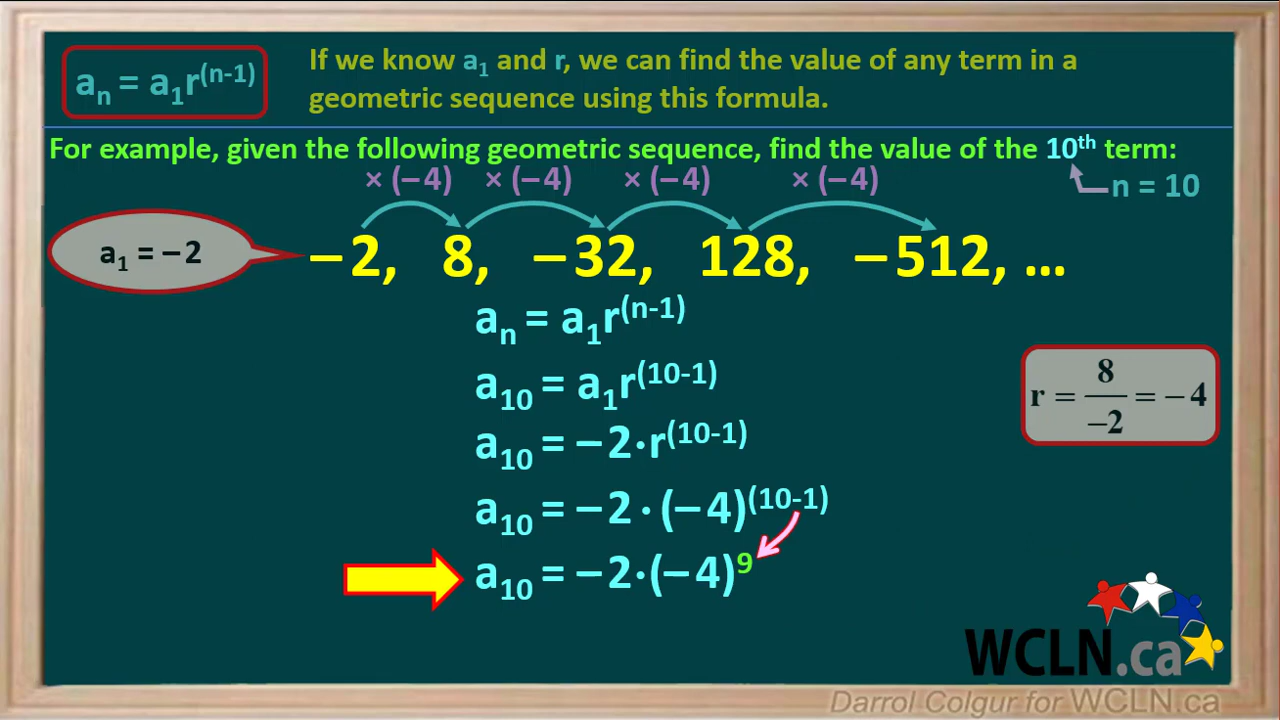 aₙ = a₁r⁽ⁿ⁻¹⁾
If we know a₁ and r, we can find the value of any term in a
geometric sequence using this formula.
For example, given the following geometric sequence, find the value of the 10ᵗʰ term:
× (−4) × (−4) × (−4) × (−4)
n = 10
a₁ = −2
−2, 8, −32, 128, −512, ...
aₙ = a₁r⁽ⁿ⁻¹⁾
a₁₀ = a₁r⁽¹⁰⁻¹⁾
a₁₀ = −2·r⁽¹⁰⁻¹⁾
a₁₀ = −2·(−4)⁽¹⁰⁻¹⁾
a₁₀ = −2·(−4)⁹
r = 8/−2 = −4
WCLN.ca
Darrol Colgur for WCLN.ca